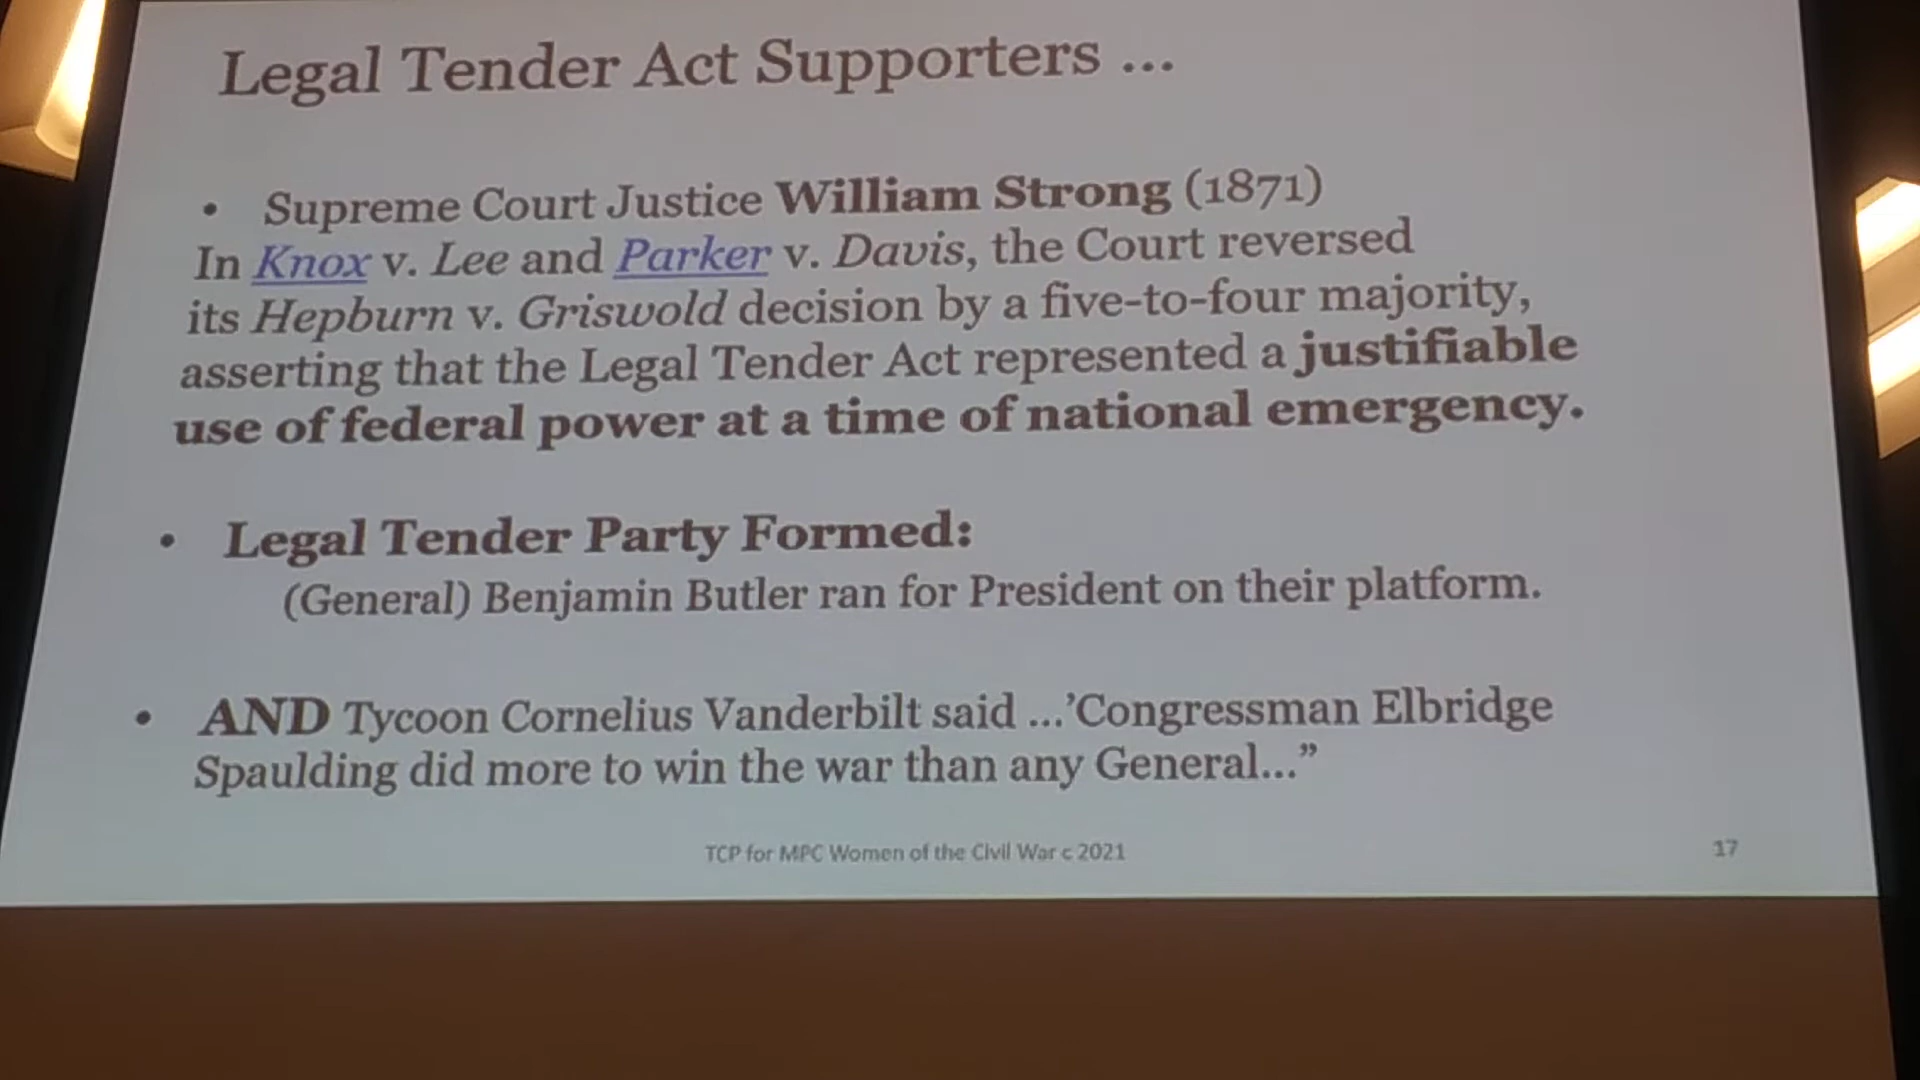 Legal Tender Act Supporters ...
• Supreme Court Justice William Strong (1871)
In Knox v. Lee and Parker v. Davis, the Court reversed
its Hepburn v. Griswold decision by a five-to-four majority,
asserting that the Legal Tender Act represented a justifiable
use of federal power at a time of national emergency.
• Legal Tender Party Formed:
(General) Benjamin Butler ran for President on their platform.
• AND Tycoon Cornelius Vanderbilt said ...’Congressman Elbridge
Spaulding did more to win the war than any General...”
TCP for MPC Women of the Civil War c 2021
17